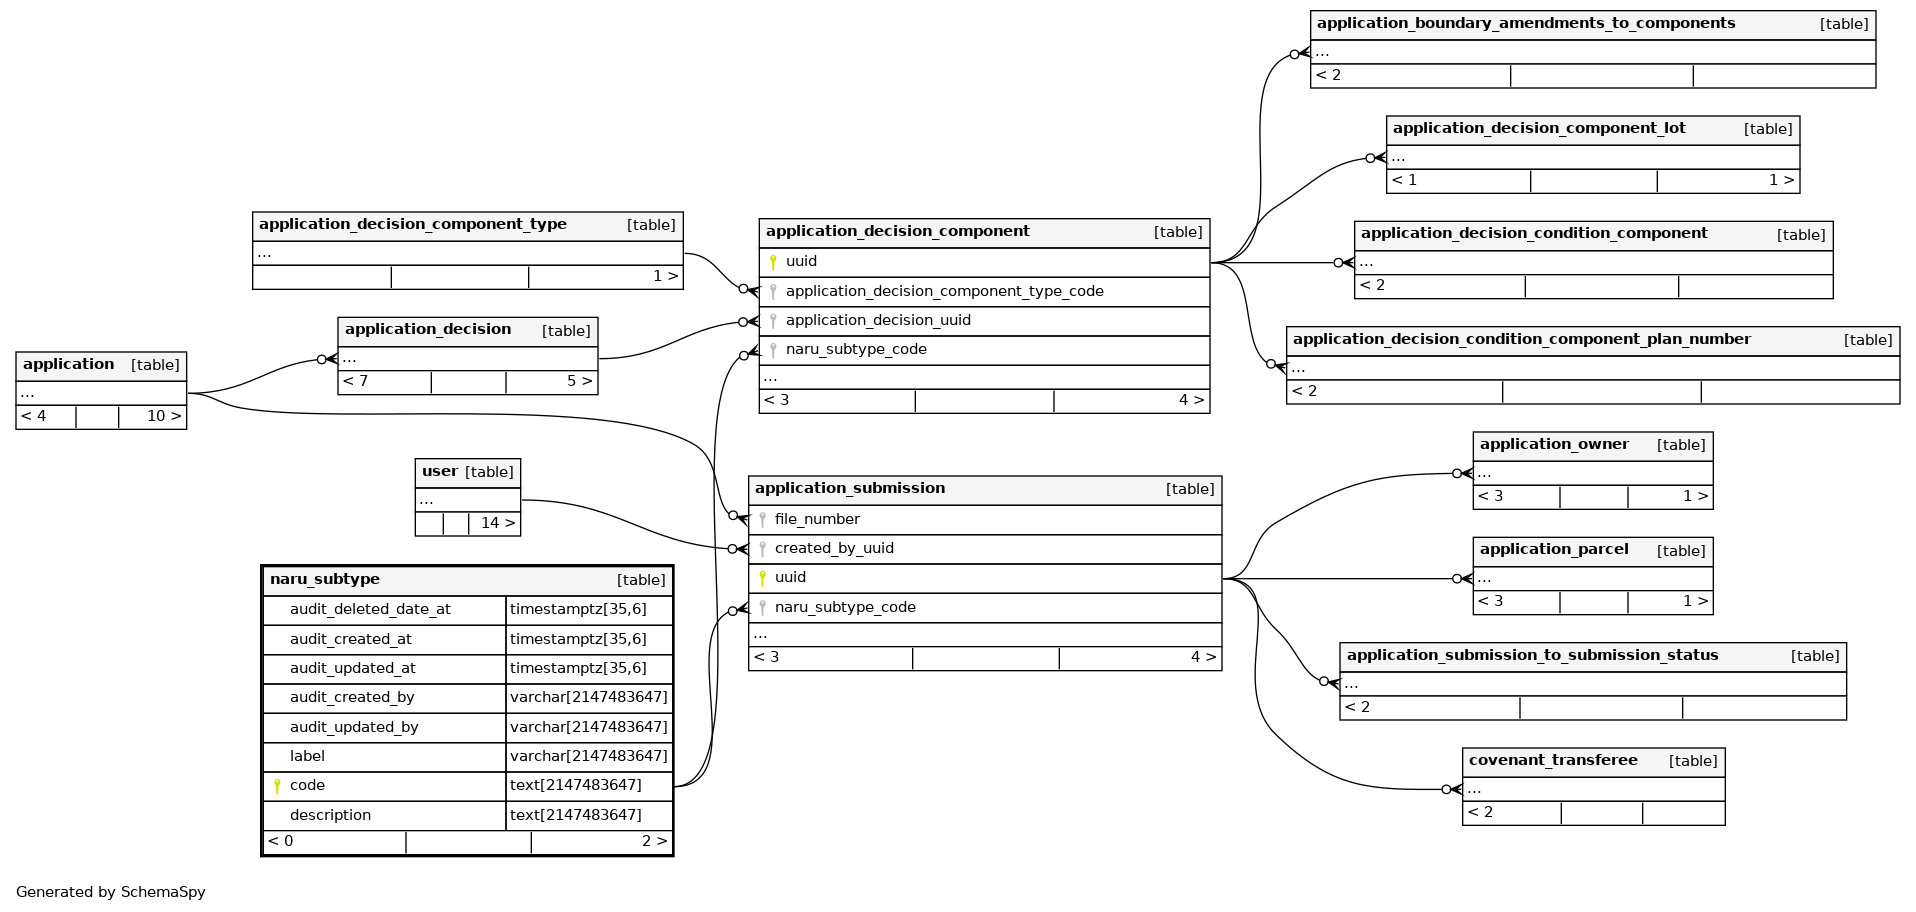 application_boundary_amendments_to_components [table]
...
< 2
application_decision_component_lot [table]
...
< 1 1 >
application_decision_component_type [table]
...
1 >
application_decision_component [table]
uuid
application_decision_component_type_code
application_decision_uuid
naru_subtype_code
...
< 3 4 >
application_decision_condition_component [table]
...
< 2
application_decision [table]
...
< 7 5 >
application_decision_condition_component_plan_number [table]
...
< 2
application [table]
...
< 4 10 >
application_owner [table]
...
< 3 1 >
user [table]
...
14 >
application_submission [table]
file_number
created_by_uuid
uuid
naru_subtype_code
...
< 3 4 >
application_parcel [table]
...
< 3 1 >
naru_subtype [table]
audit_deleted_date_at timestamptz[35,6]
audit_created_at timestamptz[35,6]
audit_updated_at timestamptz[35,6]
audit_created_by varchar[2147483647]
audit_updated_by varchar[2147483647]
label varchar[2147483647]
code text[2147483647]
description text[2147483647]
< 0 2 >
application_submission_to_submission_status [table]
...
< 2
covenant_transferee [table]
...
< 2
Generated by SchemaSpy